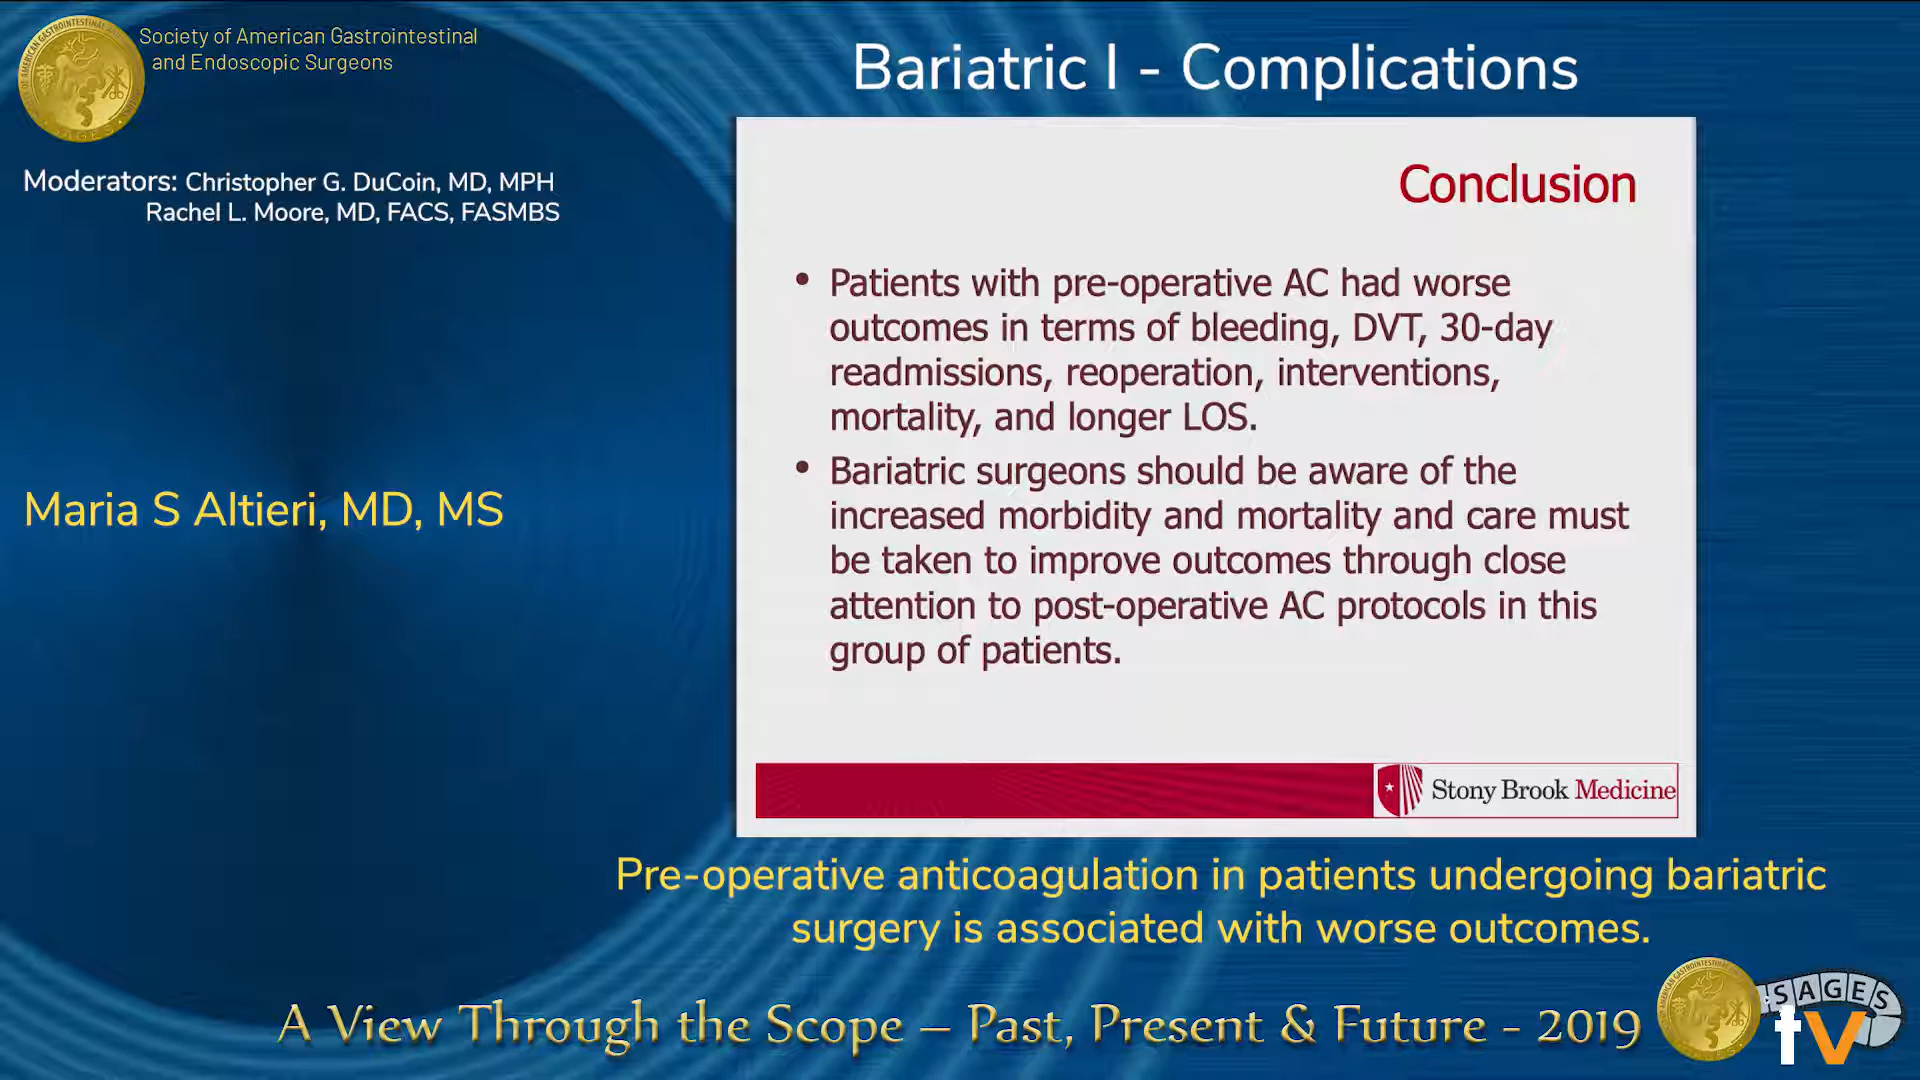 Society of American Gastrointestinal
and Endoscopic Surgeons
Bariatric I - Complications
Moderators: Christopher G. DuCoin, MD, MPH
Rachel L. Moore, MD, FACS, FASMBS
Maria S Altieri, MD, MS
Conclusion
• Patients with pre-operative AC had worse
outcomes in terms of bleeding, DVT, 30-day
readmissions, reoperation, interventions,
mortality, and longer LOS.
• Bariatric surgeons should be aware of the
increased morbidity and mortality and care must
be taken to improve outcomes through close
attention to post-operative AC protocols in this
group of patients.
Stony Brook Medicine
Pre-operative anticoagulation in patients undergoing bariatric
surgery is associated with worse outcomes.
A View Through the Scope – Past, Present & Future - 2019
SAGES
tv